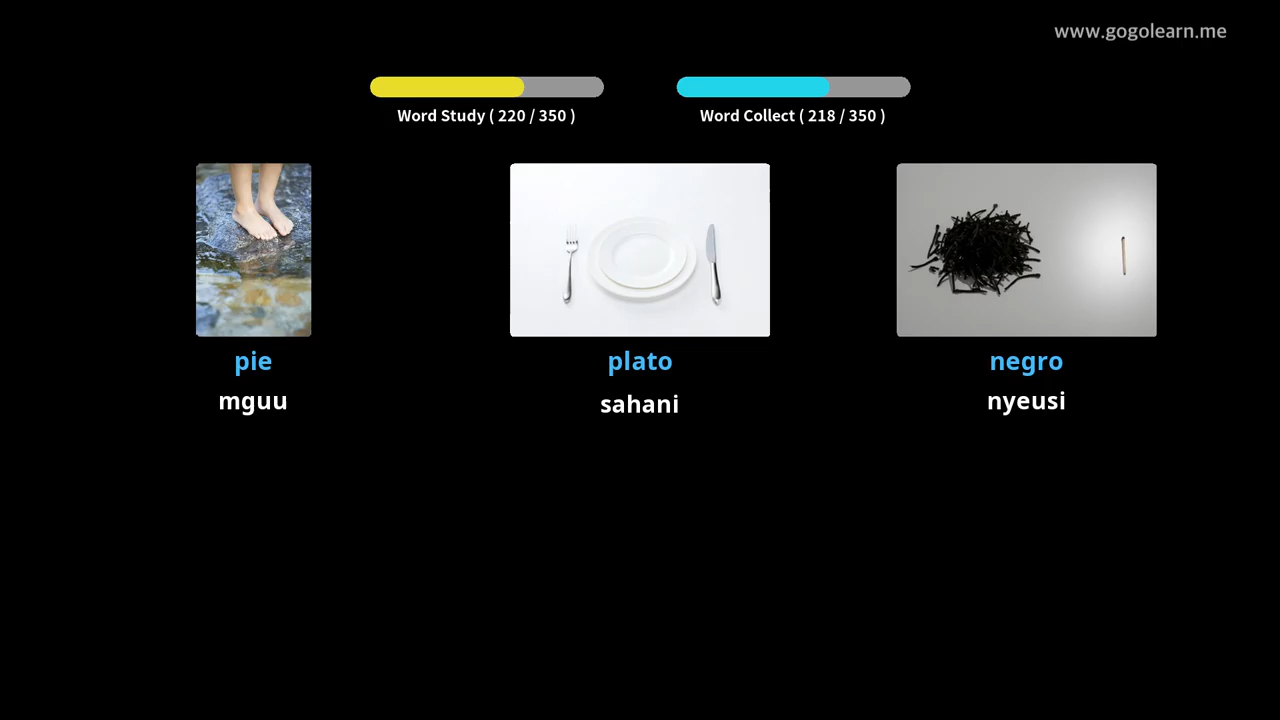 www.gogolearn.me
Word Study ( 220 / 350 )
Word Collect ( 218 / 350 )
pie
plato
negro
mguu
sahani
nyeusi